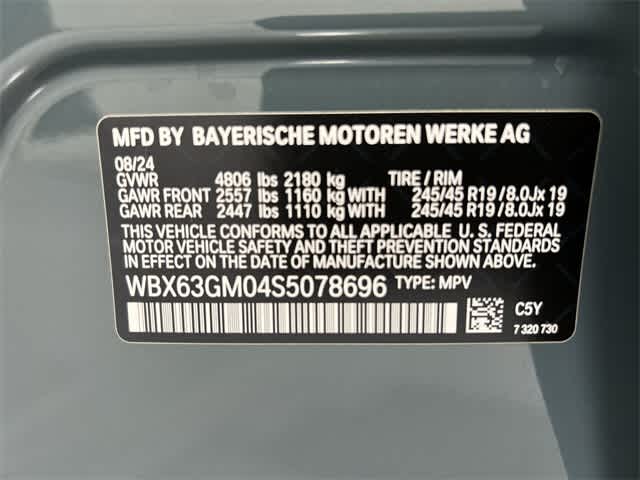 MFD BY BAYERISCHE MOTOREN WERKE AG
08/24
GVWR 4806 lbs 2180 kg TIRE / RIM
GAWR FRONT 2557 lbs 1160 kg WITH 245/45 R19/8.0Jx 19
GAWR REAR 2447 lbs 1110 kg WITH 245/45 R19/8.0Jx 19
THIS VEHICLE CONFORMS TO ALL APPLICABLE U. S. FEDERAL
MOTOR VEHICLE SAFETY AND THEFT PREVENTION STANDARDS
IN EFFECT ON THE DATE OF MANUFACTURE SHOWN ABOVE.
WBX63GM04S5078696 TYPE: MPV
C5Y
7 320 730